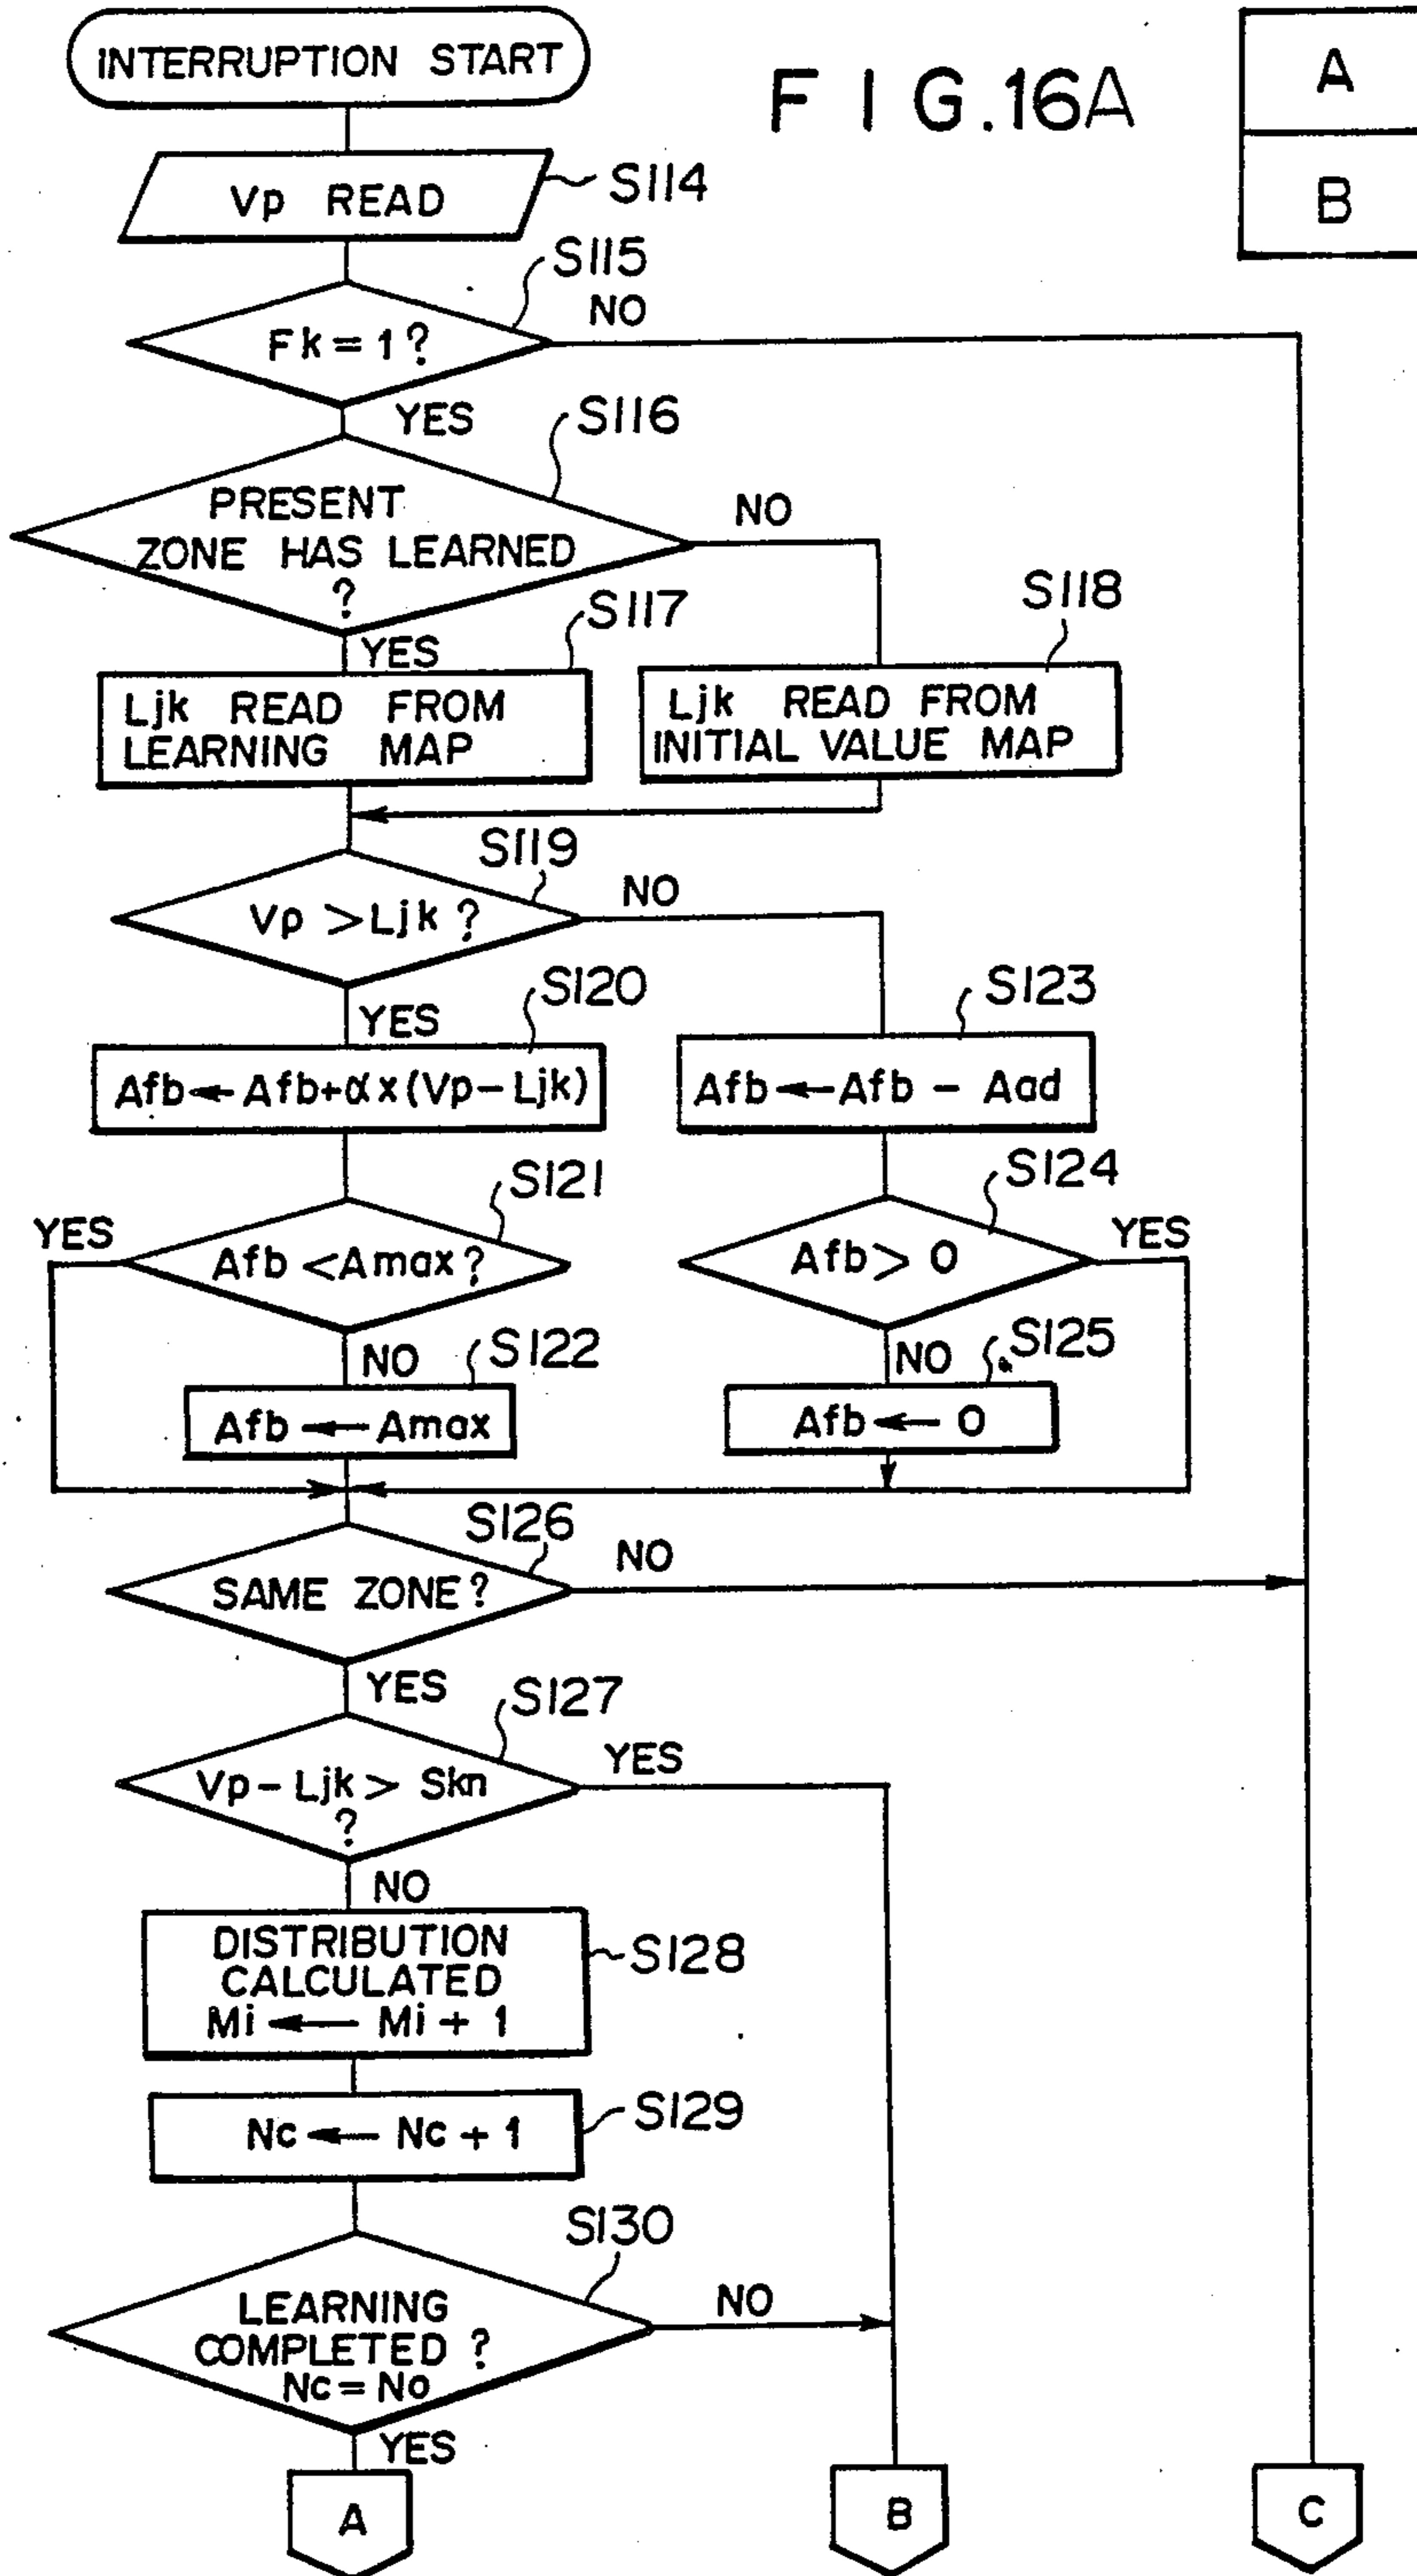 INTERRUPTION START
F I G.16A
A
B
Vp READ
S114
S115
Fk = 1 ?
NO
YES
S116
PRESENT
ZONE HAS LEARNED
?
NO
YES
S117
S118
Ljk READ FROM
LEARNING MAP
Ljk READ FROM
INITIAL VALUE MAP
S119
Vp > Ljk ?
NO
YES
S120
S123
Afb ← Afb + α x (Vp - Ljk)
Afb ← Afb - Aad
S121
S124
YES
Afb < Amax ?
Afb > 0
YES
NO
S122
NO
S125
Afb ← Amax
Afb ← 0
S126
SAME ZONE ?
NO
YES
S127
Vp - Ljk > Skn
?
YES
NO
DISTRIBUTION
CALCULATED
Mi ← Mi + 1
S128
Nc ← Nc + 1
S129
S130
LEARNING
COMPLETED ?
Nc = No
NO
YES
A
B
C